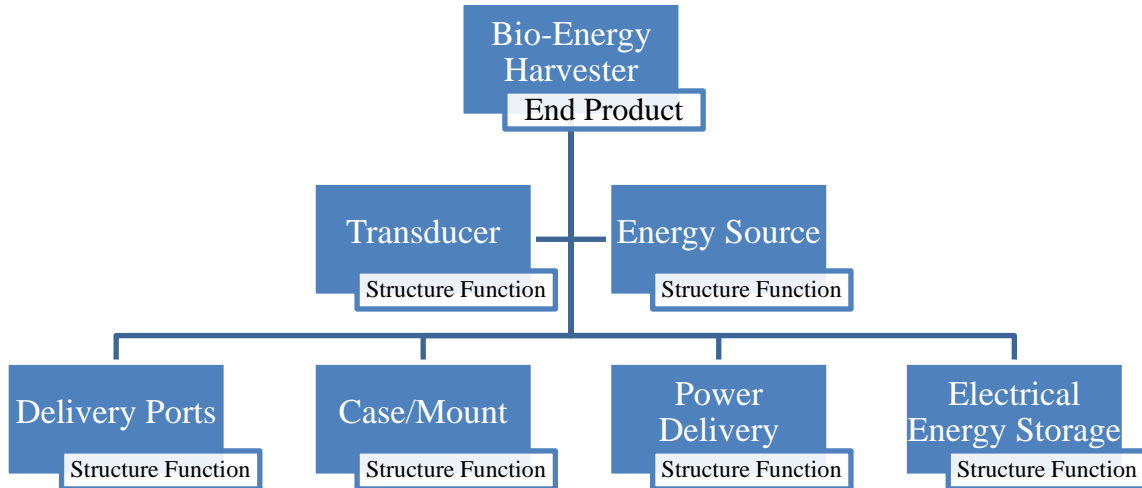 Bio-Energy
Harvester
End Product
Transducer
Structure Function
Energy Source
Structure Function
Delivery Ports
Structure Function
Case/Mount
Structure Function
Power
Delivery
Structure Function
Electrical
Energy Storage
Structure Function